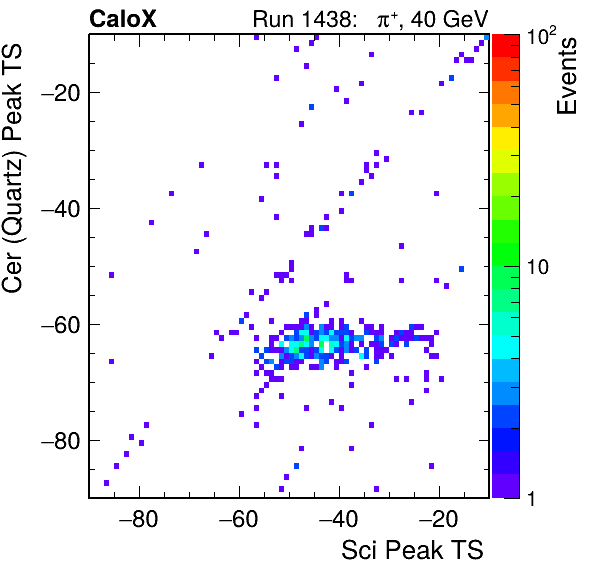 CaloX Run 1438: π⁺, 40 GeV
Cer (Quartz) Peak TS
−20
−40
−60
−80
−80 −60 −40 −20
Sci Peak TS
10²
10
1
Events